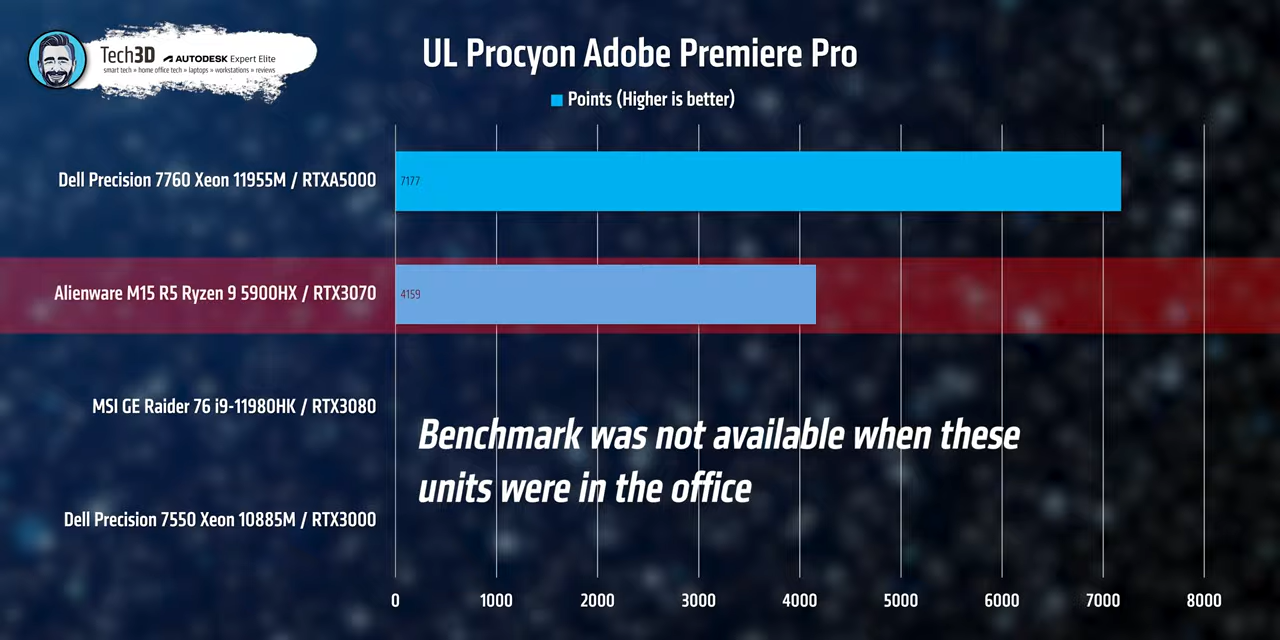 Tech3D AUTODESK Expert Elite
smart tech » home office tech » laptops » workstations » reviews
UL Procyon Adobe Premiere Pro
Points (Higher is better)
Dell Precision 7760 Xeon 11955M / RTXA5000
7177
Alienware M15 R5 Ryzen 9 5900HX / RTX3070
4159
MSI GE Raider 76 i9-11980HK / RTX3080
Benchmark was not available when these
units were in the office
Dell Precision 7550 Xeon 10885M / RTX3000
0 1000 2000 3000 4000 5000 6000 7000 8000